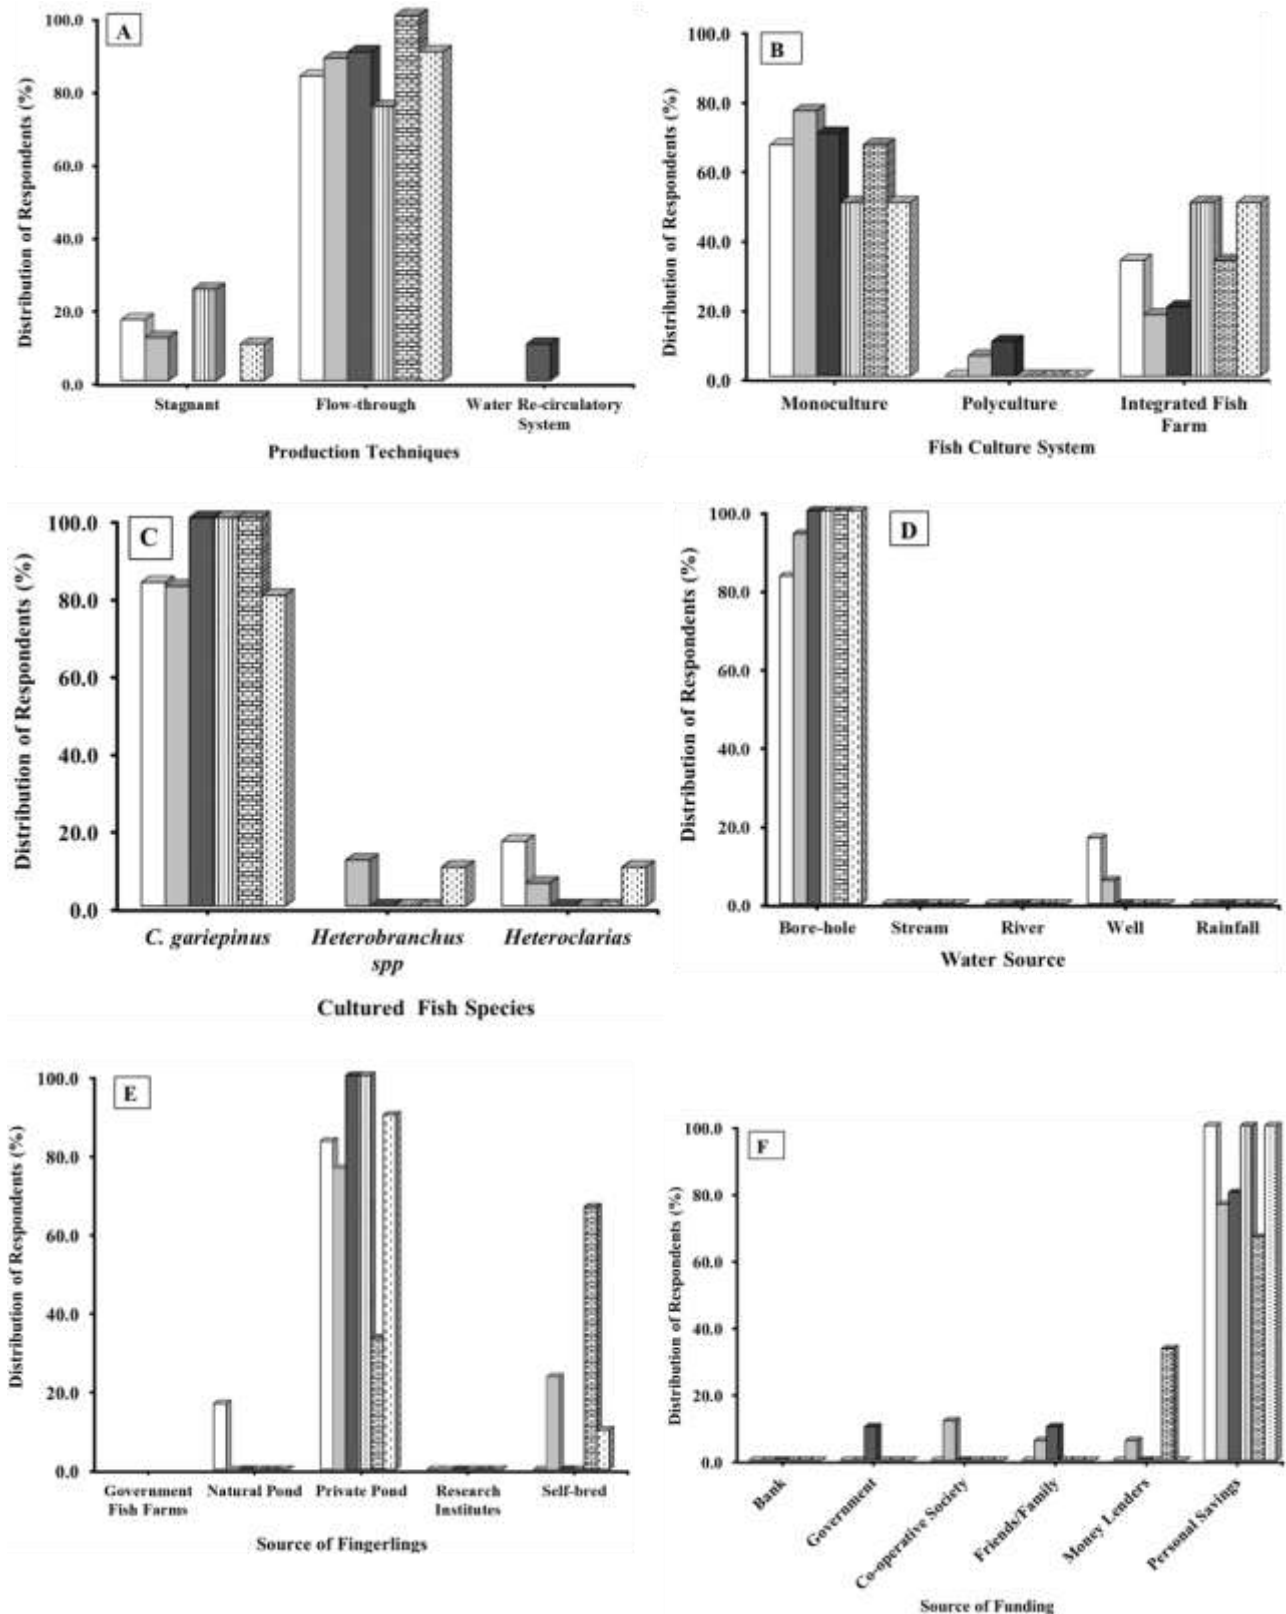 A
Distribution of Respondents (%)
100.0
80.0
60.0
40.0
20.0
0.0
Stagnant
Flow-through
Water Re-circulatory
System
Production Techniques
B
Distribution of Respondents (%)
100.0
80.0
60.0
40.0
20.0
0.0
Monoculture
Polyculture
Integrated Fish
Farm
Fish Culture System
C
Distribution of Respondents (%)
100.0
80.0
60.0
40.0
20.0
0.0
C. gariepinus
Heterobranchus
spp
Heteroclarias
Cultured Fish Species
D
Distribution of Respondents (%)
100.0
80.0
60.0
40.0
20.0
0.0
Bore-hole
Stream
River
Well
Rainfall
Water Source
E
Distribution of Respondents (%)
100.0
80.0
60.0
40.0
20.0
0.0
Government
Fish Farms
Natural Pond
Private Pond
Research
Institutes
Self-bred
Source of Fingerlings
F
Distribution of Respondents (%)
100.0
80.0
60.0
40.0
20.0
0.0
Bank
Government
Co-operative Society
Friends/Family
Money Lenders
Personal Savings
Source of Funding